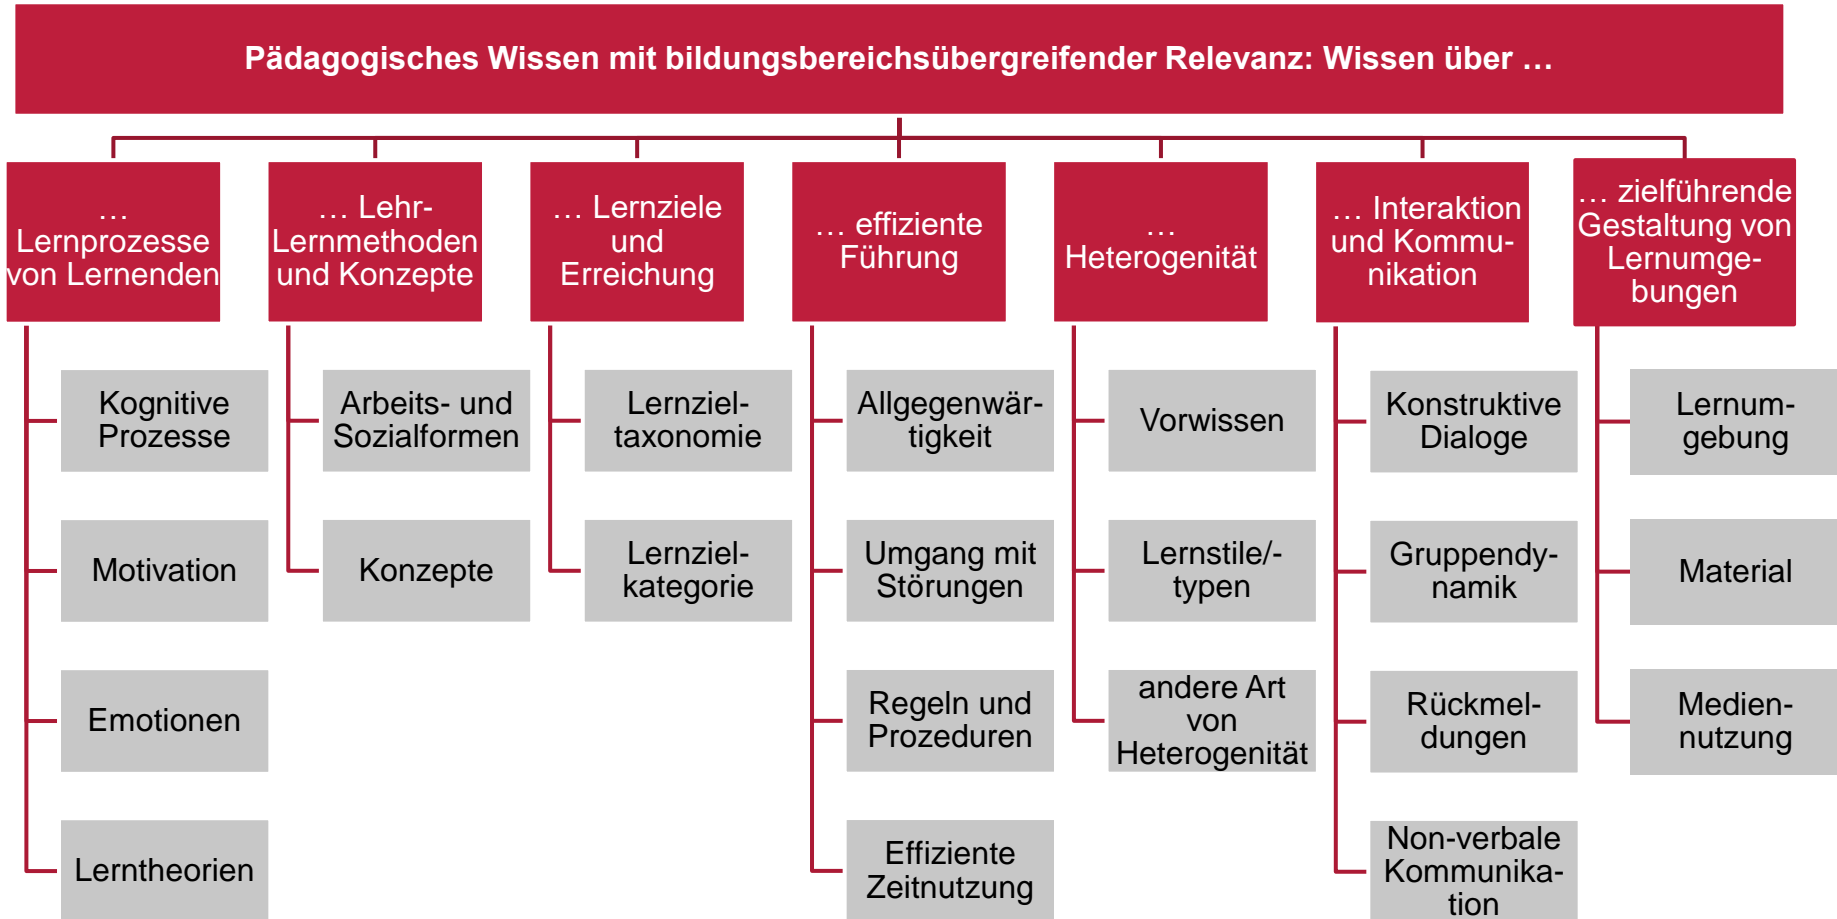 Pädagogisches Wissen mit bildungsbereichsübergreifender Relevanz: Wissen über …
…
Lernprozesse
von Lernenden
… Lehr-
Lernmethoden
und Konzepte
… Lernziele
und
Erreichung
… effiziente
Führung
…
Heterogenität
… Interaktion
und Kommu-
nikation
… zielführende
Gestaltung von
Lernumge-
bungen
Kognitive
Prozesse
Motivation
Emotionen
Lerntheorien
Arbeits- und
Sozialformen
Konzepte
Lernziel-
taxonomie
Lernziel-
kategorie
Allgegenwär-
tigkeit
Umgang mit
Störungen
Regeln und
Prozeduren
Effiziente
Zeitnutzung
Vorwissen
Lernstile/-
typen
andere Art
von
Heterogenität
Konstruktive
Dialoge
Gruppendy-
namik
Rückmel-
dungen
Non-verbale
Kommunika-
tion
Lernum-
gebung
Material
Medien-
nutzung